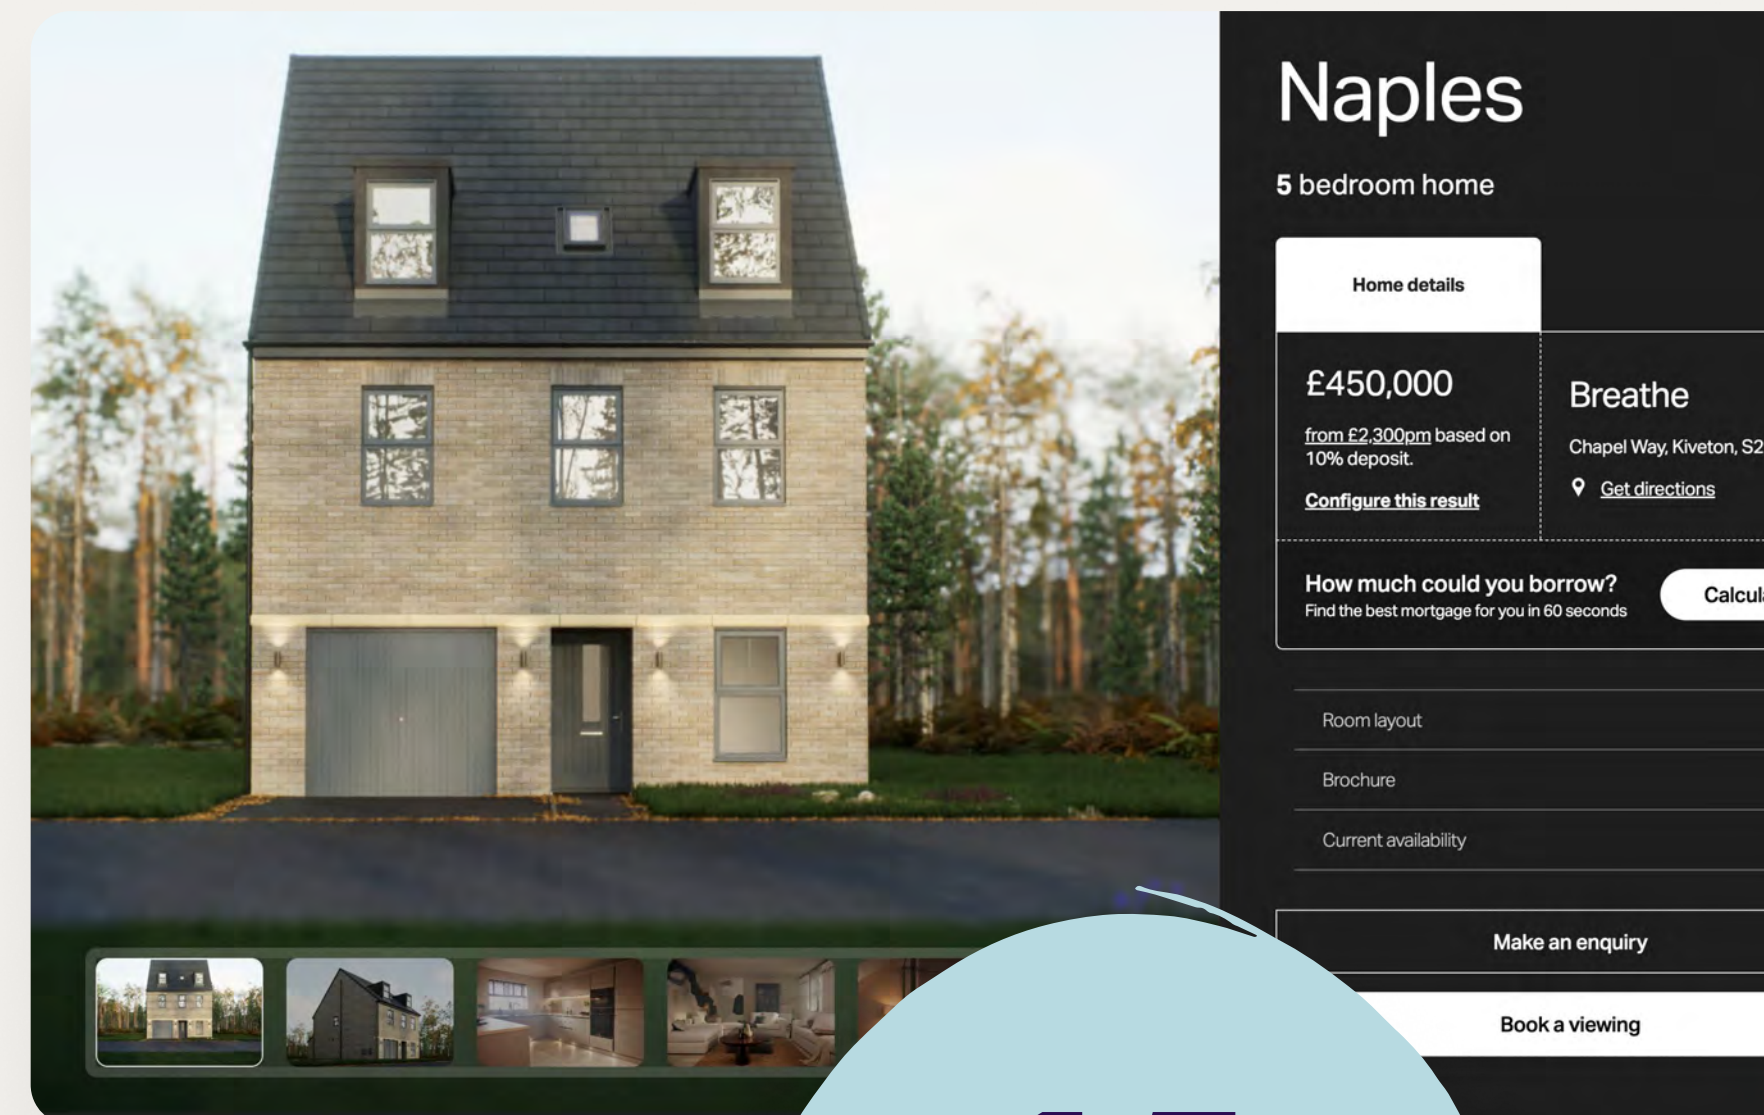 Naples
5 bedroom home
Home details
£450,000
from £2,300pm based on
10% deposit.
Configure this result
Breathe
Chapel Way, Kiveton, S2
Get directions
How much could you borrow?
Find the best mortgage for you in 60 seconds
Calcul
Room layout
Brochure
Current availability
Make an enquiry
Book a viewing